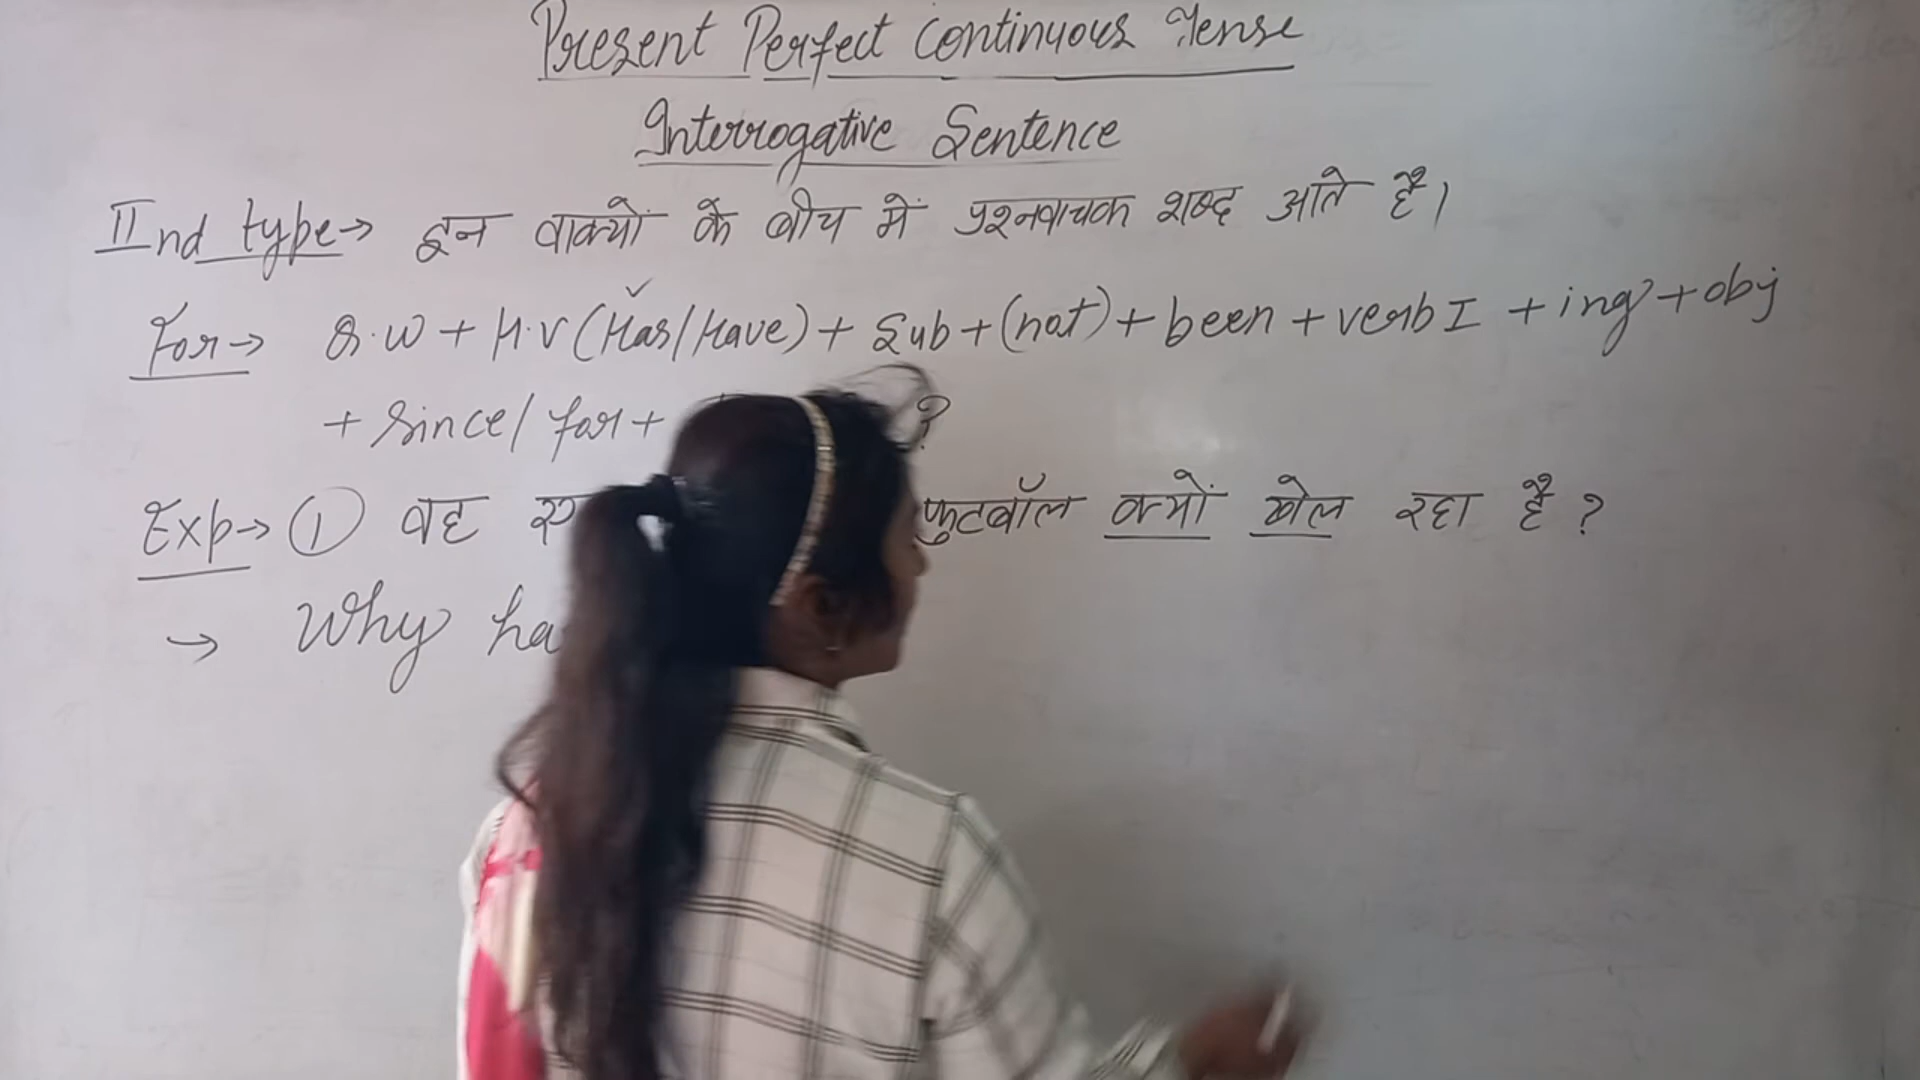 Present Perfect Continuous Tense
Interrogative Sentence
IInd type→ इन वाक्यों के बीच में प्रश्नवाचक शब्द आते हैं।
For→ Q.W + H.V (Has/Have) + Sub + (not) + been + verb I + ing + obj
+ Since/ for + ?
Exp→ ① वह फुटबॉल क्यों खेल रहा है ?
→ Why